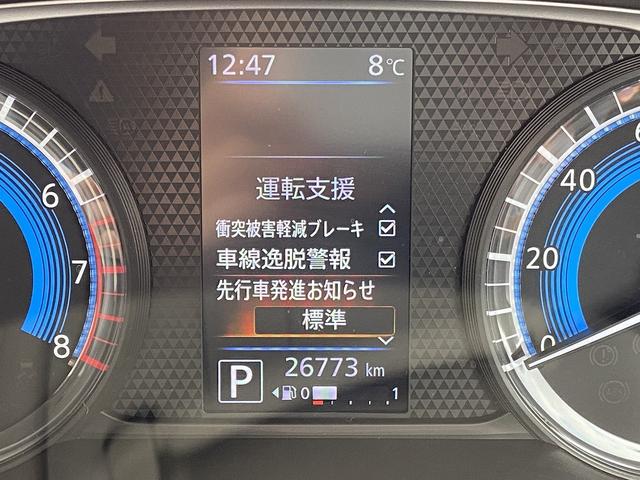 12:47 8℃
運転支援
衝突被害軽減ブレーキ
車線逸脱警報
先行車発進お知らせ
標準
P 26773 km
0 1
6
7
8
40
20
0